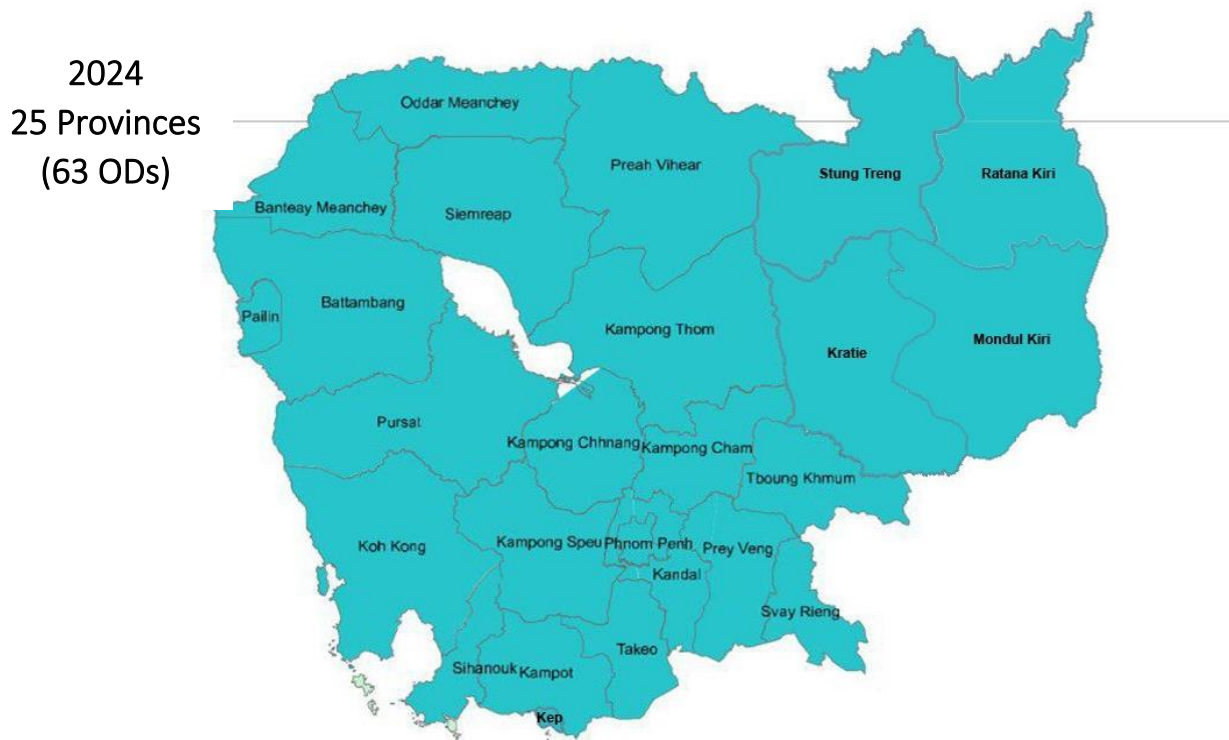 2024
25 Provinces
(63 ODs)
Oddar Meanchey
Preah Vihear
Stung Treng
Ratana Kiri
Banteay Meanchey
Siemreap
Battambang
Pailin
Kampong Thom
Kratie
Mondul Kiri
Pursat
Kampong Chhnang
Kampong Cham
Tboung Khmum
Koh Kong
Kampong Speu
Phnom Penh
Prey Veng
Kandal
Svay Rieng
Takeo
Sihanouk
Kampot
Kep